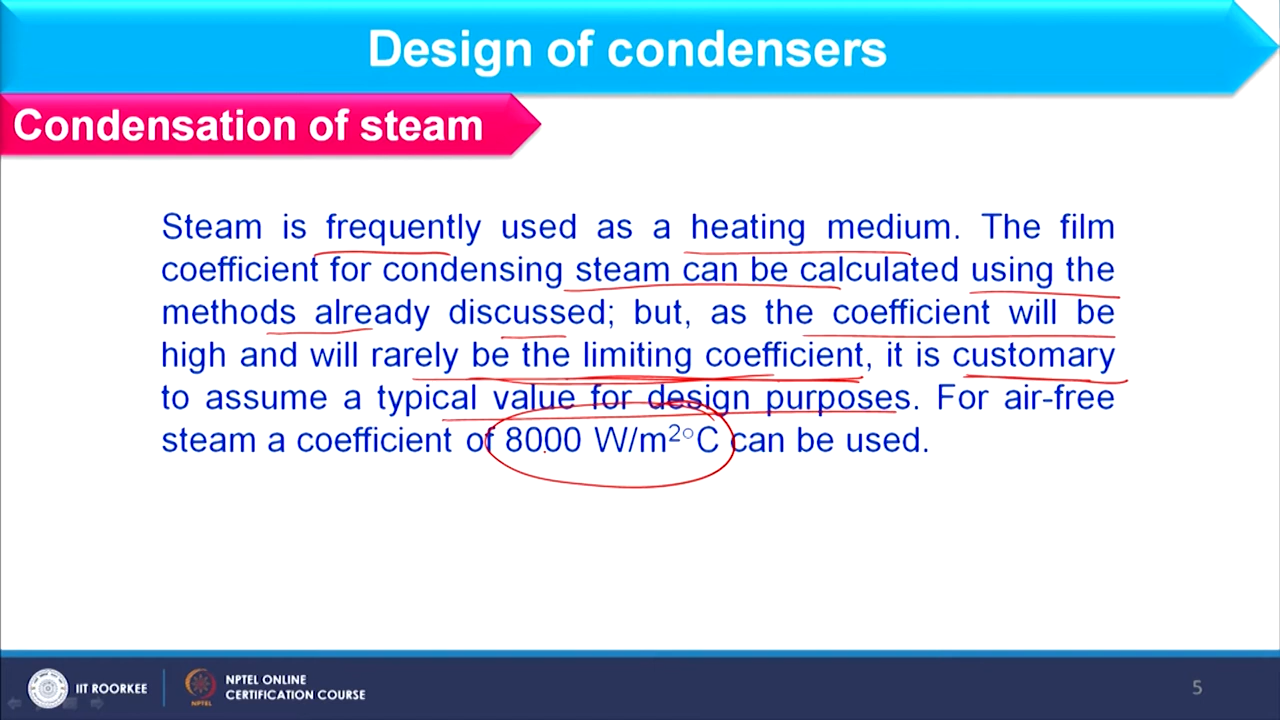 Design of condensers
Condensation of steam
Steam is frequently used as a heating medium. The film
coefficient for condensing steam can be calculated using the
methods already discussed; but, as the coefficient will be
high and will rarely be the limiting coefficient, it is customary
to assume a typical value for design purposes. For air-free
steam a coefficient of 8000 W/m²°C can be used.
IIT ROORKEE
NPTEL ONLINE
CERTIFICATION COURSE
NPTEL
5